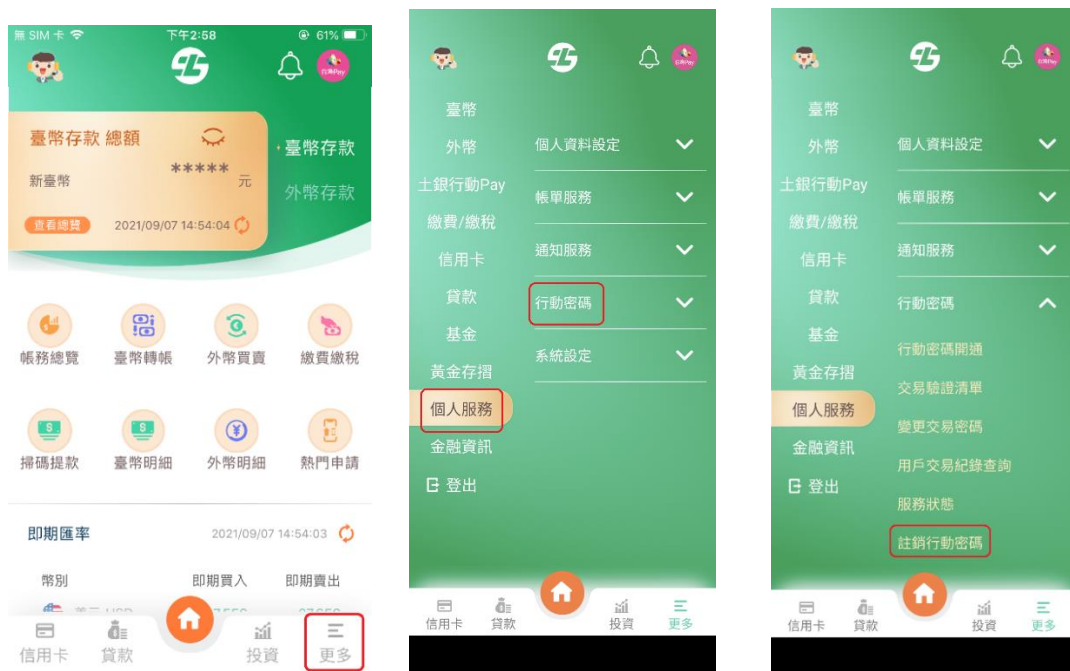 無 SIM 卡
下午2:58
61%
台灣Pay
臺幣存款 總額
新臺幣
***** 元
查看總覽
2021/09/07 14:54:04
臺幣存款
外幣存款
帳務總覽
臺幣轉帳
外幣買賣
繳費繳稅
掃碼提款
臺幣明細
外幣明細
熱門申請
即期匯率
2021/09/07 14:54:03
幣別
即期買入
即期賣出
信用卡
貸款
投資
更多
臺幣
外幣
土銀行動Pay
繳費/繳稅
信用卡
貸款
基金
黃金存摺
個人服務
金融資訊
登出
個人資料設定
帳單服務
通知服務
行動密碼
系統設定
信用卡
貸款
投資
更多
臺幣
外幣
土銀行動Pay
繳費/繳稅
信用卡
貸款
基金
黃金存摺
個人服務
金融資訊
登出
個人資料設定
帳單服務
通知服務
行動密碼
行動密碼開通
交易驗證清單
變更交易密碼
用戶交易紀錄查詢
服務狀態
註銷行動密碼
信用卡
貸款
投資
更多